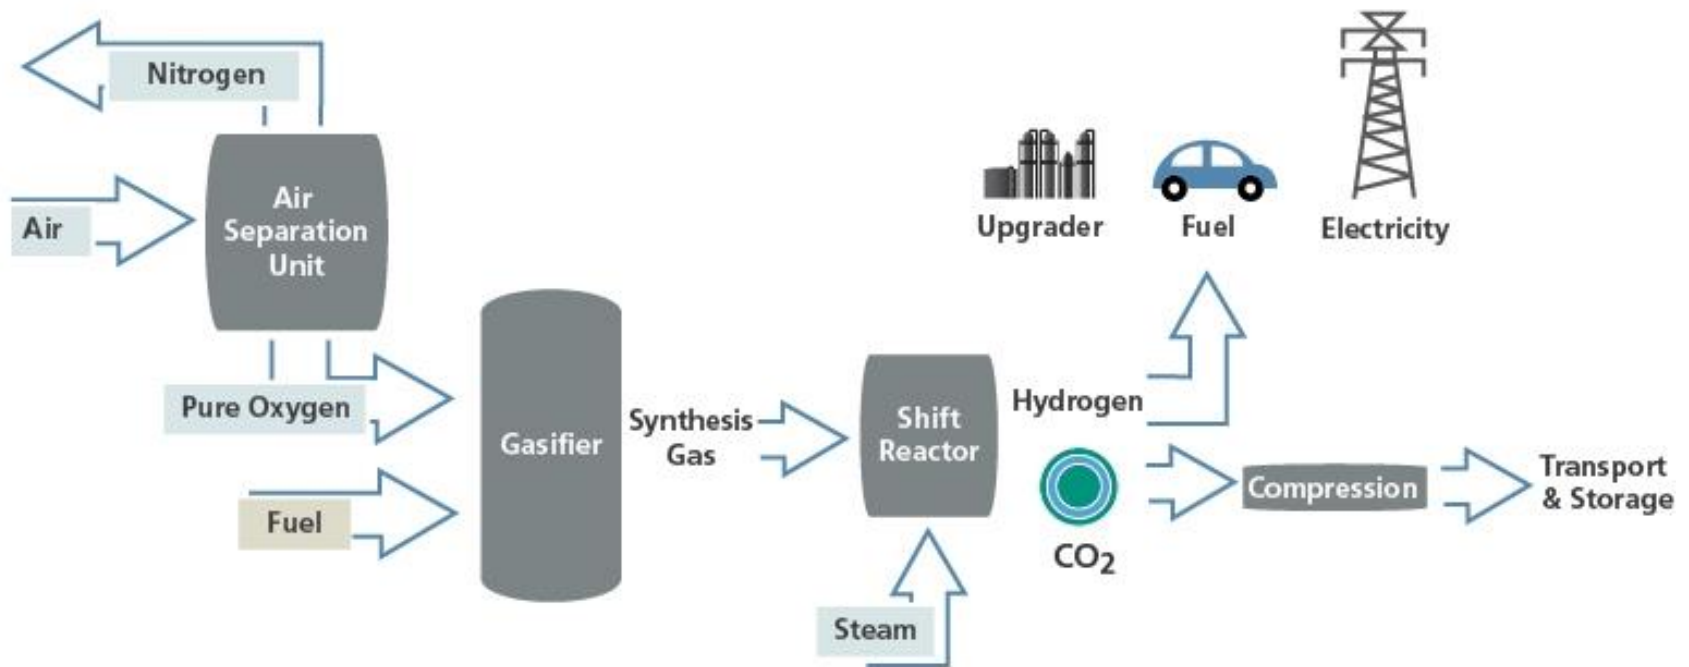 Nitrogen
Air
Air
Separation
Unit
Pure Oxygen
Fuel
Gasifier
Synthesis
Gas
Shift
Reactor
Steam
Hydrogen
CO2
Upgrader
Fuel
Electricity
Compression
Transport
& Storage